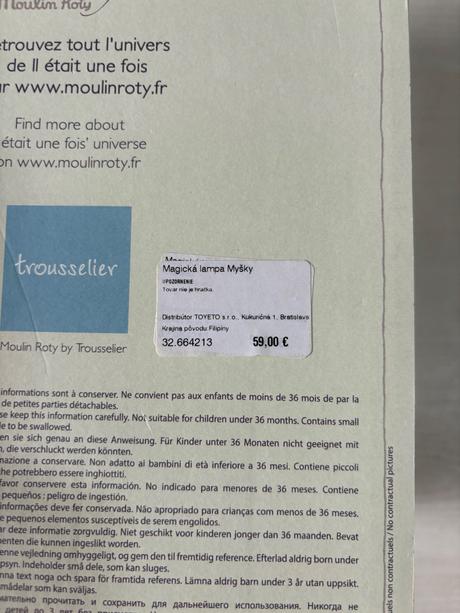 Moulin Roty
etrouvez tout l'univers
de Il était une fois
ur www.moulinroty.fr
Find more about
était une fois' universe
on www.moulinroty.fr
trousselier
Moulin Roty by Trousselier
Magická lampa Myšky
UPOZORNENIE
Tovar nie je hračka.
Distribútor TOYETO s.r.o., Kukuričná 1, Bratislava
Krajina pôvodu Filipíny
32.664213 59,00 €
informations sont à conserver. Ne convient pas aux enfants de moins de 36 mois de par la
de petites parties détachables.
se keep this information carefully. Not suitable for children under 36 months. Contains small
le to be swallowed.
en sie sich genau an diese Anweisung. Für Kinder unter 36 Monaten nicht geeignet mit
n, die verschluckt werden könnten.
mazione a conservare. Non adatto ai bambini di età inferiore a 36 mesi. Contiene piccoli
che potrebbero essere inghiottiti.
favor conservere esta información. No indicado para menores de 36 meses. Contiene
pequeños : peligro de ingestión.
informações deve fer conservada. Não apropriado para crianças com menos de 36 meses.
e pequenos elementos susceptíveis de serem engolidos.
ar deze informatie zorgvuldig. Niet geschikt voor kinderen jonger dan 36 maanden. Bevat
enten die kunnen ingeslikt worden.
enne vejledning omhyggeligt, og gem den til fremtidig reference. Efterlad aldrig børn under
psyn. Indeholder små dele, som kan sluges.
nna text noga och spara för framtida referens. Lämna aldrig barn under 3 år utan uppsikt.
mådelar som kan sväljas.
мательно прочитать и сохранить для дальнейшего использования. Никогда не
uels non contractuels / No contractual pictures